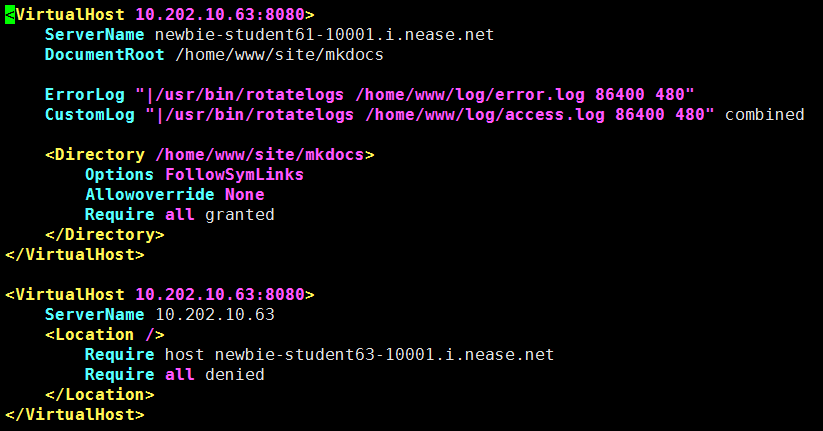 <VirtualHost 10.202.10.63:8080>
    ServerName newbie-student61-10001.i.nease.net
    DocumentRoot /home/www/site/mkdocs

    ErrorLog "|/usr/bin/rotatelogs /home/www/log/error.log 86400 480"
    CustomLog "|/usr/bin/rotatelogs /home/www/log/access.log 86400 480" combined

    <Directory /home/www/site/mkdocs>
        Options FollowSymLinks
        Allowoverride None
        Require all granted
    </Directory>
</VirtualHost>

<VirtualHost 10.202.10.63:8080>
    ServerName 10.202.10.63
    <Location />
        Require host newbie-student63-10001.i.nease.net
        Require all denied
    </Location>
</VirtualHost>